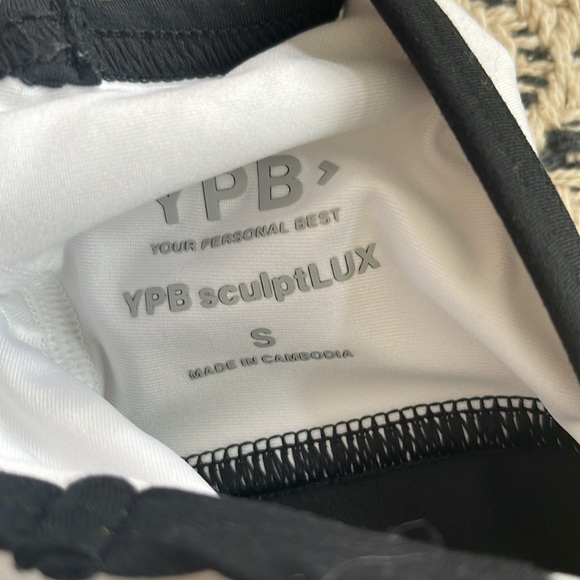 YPB>
YOUR PERSONAL BEST
YPB sculptLUX
S
MADE IN CAMBODIA